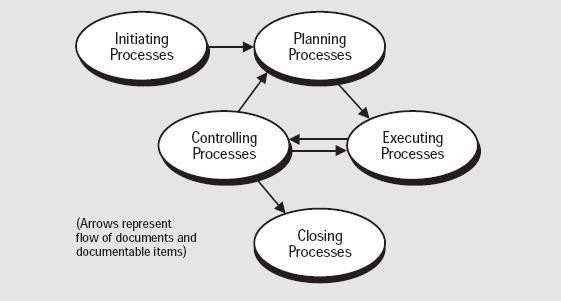 Initiating
Processes
Planning
Processes
Controlling
Processes
Executing
Processes
(Arrows represent
flow of documents and
documentable items)
Closing
Processes